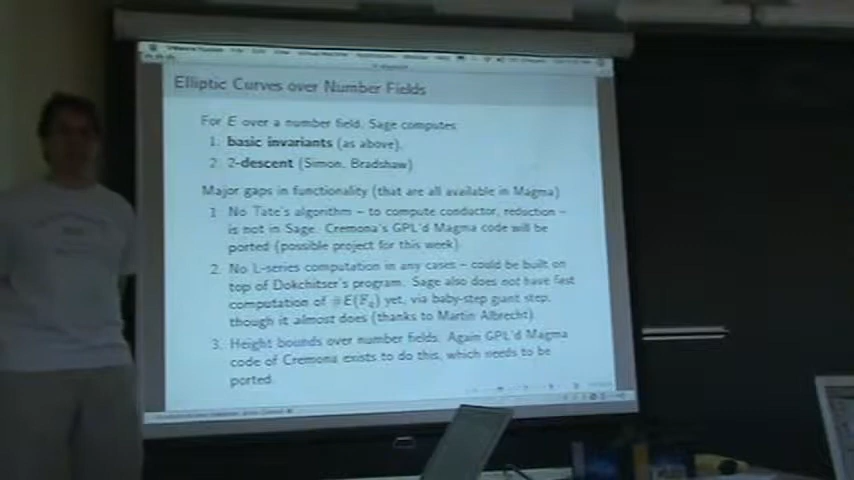 Elliptic Curves over Number Fields
For E over a number field, Sage computes
1. basic invariants (as above),
2. 2-descent (Simon, Bradshaw)
Major gaps in functionality (that are all available in Magma)
1. No Tate's algorithm – to compute conductor, reduction –
is not in Sage. Cremona's GPL'd Magma code will be
ported (possible project for this week).
2. No L-series computation in any cases – could be built on
top of Dokchitser's program. Sage also does not have fast
computation of #E(F_q) yet, via baby-step giant step,
though it almost does (thanks to Martin Albrecht).
3. Height bounds over number fields. Again GPL'd Magma
code of Cremona exists to do this, which needs to be
ported.